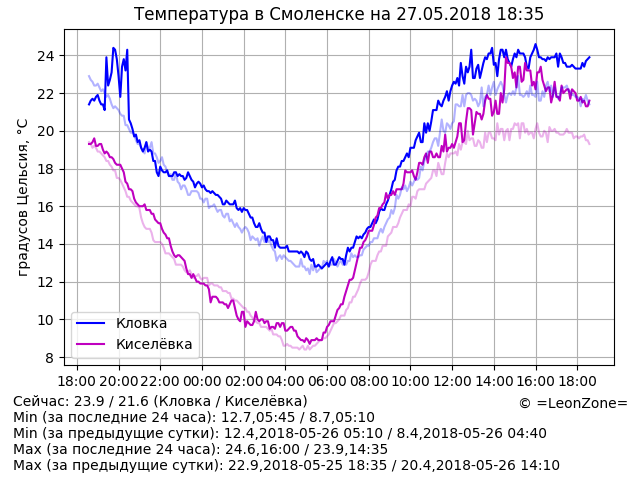 Температура в Смоленске на 27.05.2018 18:35
градусов Цельсия, °C
24
22
20
18
16
14
12
10
8
Кловка
Киселёвка
18:00 20:00 22:00 00:00 02:00 04:00 06:00 08:00 10:00 12:00 14:00 16:00 18:00
Сейчас: 23.9 / 21.6 (Кловка / Киселёвка)
© =LeonZone=
Min (за последние 24 часа): 12.7,05:45 / 8.7,05:10
Min (за предыдущие сутки): 12.4,2018-05-26 05:10 / 8.4,2018-05-26 04:40
Max (за последние 24 часа): 24.6,16:00 / 23.9,14:35
Max (за предыдущие сутки): 22.9,2018-05-25 18:35 / 20.4,2018-05-26 14:10